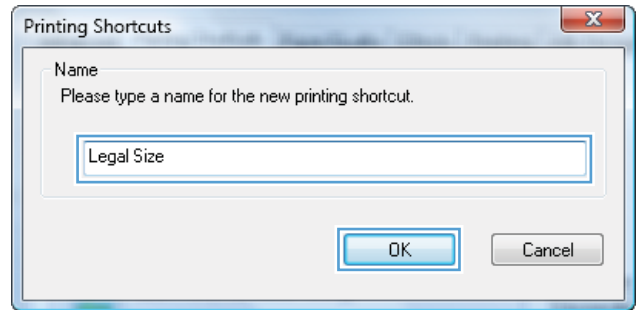 Printing Shortcuts
Name
Please type a name for the new printing shortcut.
Legal Size
OK
Cancel